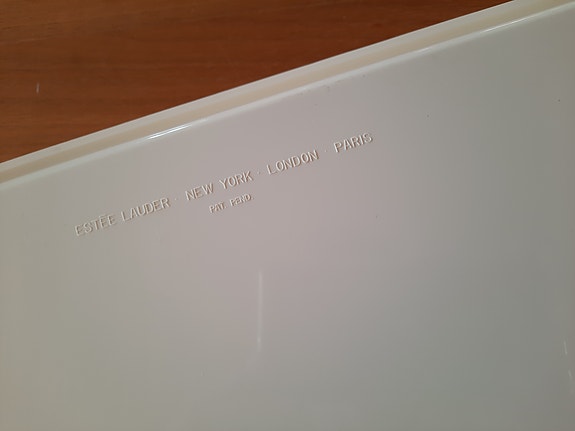 ESTĒE LAUDER · NEW YORK · LONDON · PARIS
PAT. PEND.